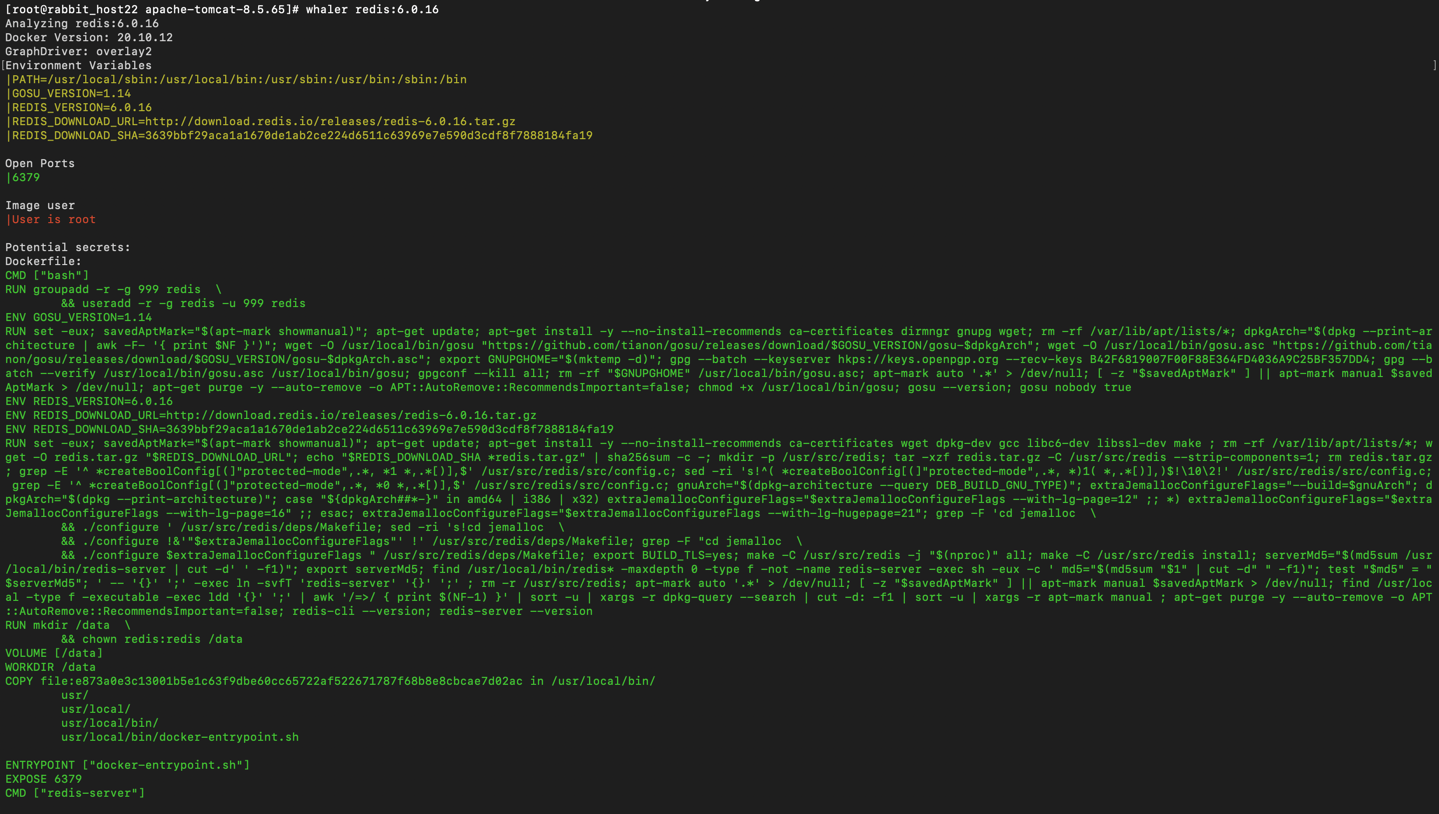 [root@rabbit_host22 apache-tomcat-8.5.65]# whaler redis:6.0.16
Analyzing redis:6.0.16
Docker Version: 20.10.12
GraphDriver: overlay2
[Environment Variables ]
|PATH=/usr/local/sbin:/usr/local/bin:/usr/sbin:/usr/bin:/sbin:/bin
|GOSU_VERSION=1.14
|REDIS_VERSION=6.0.16
|REDIS_DOWNLOAD_URL=http://download.redis.io/releases/redis-6.0.16.tar.gz
|REDIS_DOWNLOAD_SHA=3639bbf29aca1a1670de1ab2ce224d6511c63969e7e590d3cdf8f7888184fa19
Open Ports
|6379
Image user
|User is root
Potential secrets:
Dockerfile:
CMD ["bash"]
RUN groupadd -r -g 999 redis  \
        && useradd -r -g redis -u 999 redis
ENV GOSU_VERSION=1.14
RUN set -eux; savedAptMark="$(apt-mark showmanual)"; apt-get update; apt-get install -y --no-install-recommends ca-certificates dirmngr gnupg wget; rm -rf /var/lib/apt/lists/*; dpkgArch="$(dpkg --print-ar
chitecture | awk -F- '{ print $NF }')"; wget -O /usr/local/bin/gosu "https://github.com/tianon/gosu/releases/download/$GOSU_VERSION/gosu-$dpkgArch"; wget -O /usr/local/bin/gosu.asc "https://github.com/tia
non/gosu/releases/download/$GOSU_VERSION/gosu-$dpkgArch.asc"; export GNUPGHOME="$(mktemp -d)"; gpg --batch --keyserver hkps://keys.openpgp.org --recv-keys B42F6819007F00F88E364FD4036A9C25BF357DD4; gpg --b
atch --verify /usr/local/bin/gosu.asc /usr/local/bin/gosu; gpgconf --kill all; rm -rf "$GNUPGHOME" /usr/local/bin/gosu.asc; apt-mark auto '.*' > /dev/null; [ -z "$savedAptMark" ] || apt-mark manual $saved
AptMark > /dev/null; apt-get purge -y --auto-remove -o APT::AutoRemove::RecommendsImportant=false; chmod +x /usr/local/bin/gosu; gosu --version; gosu nobody true
ENV REDIS_VERSION=6.0.16
ENV REDIS_DOWNLOAD_URL=http://download.redis.io/releases/redis-6.0.16.tar.gz
ENV REDIS_DOWNLOAD_SHA=3639bbf29aca1a1670de1ab2ce224d6511c63969e7e590d3cdf8f7888184fa19
RUN set -eux; savedAptMark="$(apt-mark showmanual)"; apt-get update; apt-get install -y --no-install-recommends ca-certificates wget dpkg-dev gcc libc6-dev libssl-dev make ; rm -rf /var/lib/apt/lists/*; w
get -O redis.tar.gz "$REDIS_DOWNLOAD_URL"; echo "$REDIS_DOWNLOAD_SHA *redis.tar.gz" | sha256sum -c -; mkdir -p /usr/src/redis; tar -xzf redis.tar.gz -C /usr/src/redis --strip-components=1; rm redis.tar.gz
; grep -E '^ *createBoolConfig[(]"protected-mode",.*, *1 *,.*[)],$' /usr/src/redis/src/config.c; sed -ri 's!^( *createBoolConfig[(]"protected-mode",.*, *)1( *,.*[)],)$!\10\2!' /usr/src/redis/src/config.c;
 grep -E '^ *createBoolConfig[(]"protected-mode",.*, *0 *,.*[)],$' /usr/src/redis/src/config.c; gnuArch="$(dpkg-architecture --query DEB_BUILD_GNU_TYPE)"; extraJemallocConfigureFlags="--build=$gnuArch"; d
pkgArch="$(dpkg --print-architecture)"; case "${dpkgArch##*-}" in amd64 | i386 | x32) extraJemallocConfigureFlags="$extraJemallocConfigureFlags --with-lg-page=12" ;; *) extraJemallocConfigureFlags="$extra
JemallocConfigureFlags --with-lg-page=16" ;; esac; extraJemallocConfigureFlags="$extraJemallocConfigureFlags --with-lg-hugepage=21"; grep -F 'cd jemalloc  \
        && ./configure ' /usr/src/redis/deps/Makefile; sed -ri 's!cd jemalloc  \
        && ./configure !&'"$extraJemallocConfigureFlags"' !' /usr/src/redis/deps/Makefile; grep -F "cd jemalloc  \
        && ./configure $extraJemallocConfigureFlags " /usr/src/redis/deps/Makefile; export BUILD_TLS=yes; make -C /usr/src/redis -j "$(nproc)" all; make -C /usr/src/redis install; serverMd5="$(md5sum /usr
/local/bin/redis-server | cut -d' ' -f1)"; export serverMd5; find /usr/local/bin/redis* -maxdepth 0 -type f -not -name redis-server -exec sh -eux -c ' md5="$(md5sum "$1" | cut -d" " -f1)"; test "$md5" = "
$serverMd5"; ' -- '{}' ';' -exec ln -svfT 'redis-server' '{}' ';' ; rm -r /usr/src/redis; apt-mark auto '.*' > /dev/null; [ -z "$savedAptMark" ] || apt-mark manual $savedAptMark > /dev/null; find /usr/loc
al -type f -executable -exec ldd '{}' ';' | awk '/=>/ { print $(NF-1) }' | sort -u | xargs -r dpkg-query --search | cut -d: -f1 | sort -u | xargs -r apt-mark manual ; apt-get purge -y --auto-remove -o APT
::AutoRemove::RecommendsImportant=false; redis-cli --version; redis-server --version
RUN mkdir /data  \
        && chown redis:redis /data
VOLUME [/data]
WORKDIR /data
COPY file:e873a0e3c13001b5e1c63f9dbe60cc65722af522671787f68b8e8cbcae7d02ac in /usr/local/bin/
        usr/
        usr/local/
        usr/local/bin/
        usr/local/bin/docker-entrypoint.sh
ENTRYPOINT ["docker-entrypoint.sh"]
EXPOSE 6379
CMD ["redis-server"]